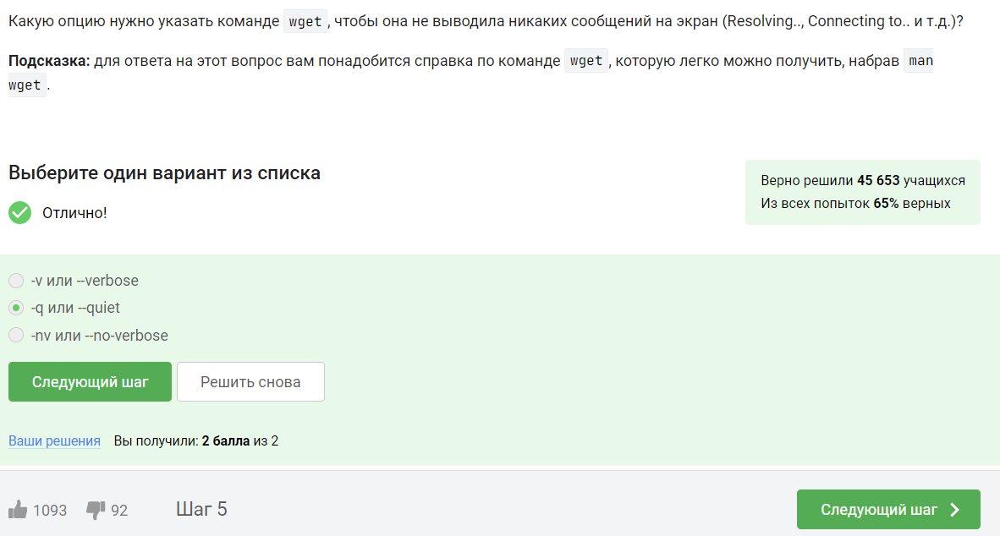 Какую опцию нужно указать команде wget, чтобы она не выводила никаких сообщений на экран (Resolving.., Connecting to.. и т.д.)?
Подсказка: для ответа на этот вопрос вам понадобится справка по команде wget, которую легко можно получить, набрав man
wget.
Выберите один вариант из списка
Верно решили 45 653 учащихся
Из всех попыток 65% верных
Отлично!
-v или --verbose
-q или --quiet
-nv или --no-verbose
Следующий шаг Решить снова
Ваши решения Вы получили: 2 балла из 2
1093 92 Шаг 5 Следующий шаг